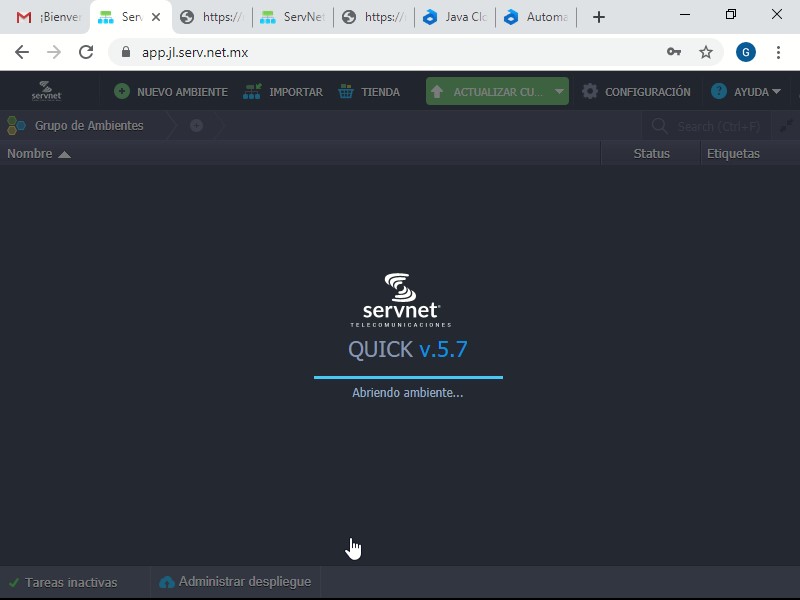 ¡Bienver
Serv
https://
ServNet
https://
Java Clo
Automa
app.jl.serv.net.mx
G
servnet
NUEVO AMBIENTE
IMPORTAR
TIENDA
ACTUALIZAR CU...
CONFIGURACIÓN
? AYUDA
Grupo de Ambientes
Search (Ctrl+F)
Nombre
Status
Etiquetas
servnet
TELECOMUNICACIONES
QUICK v.5.7
Abriendo ambiente...
Tareas inactivas
Administrar despliegue